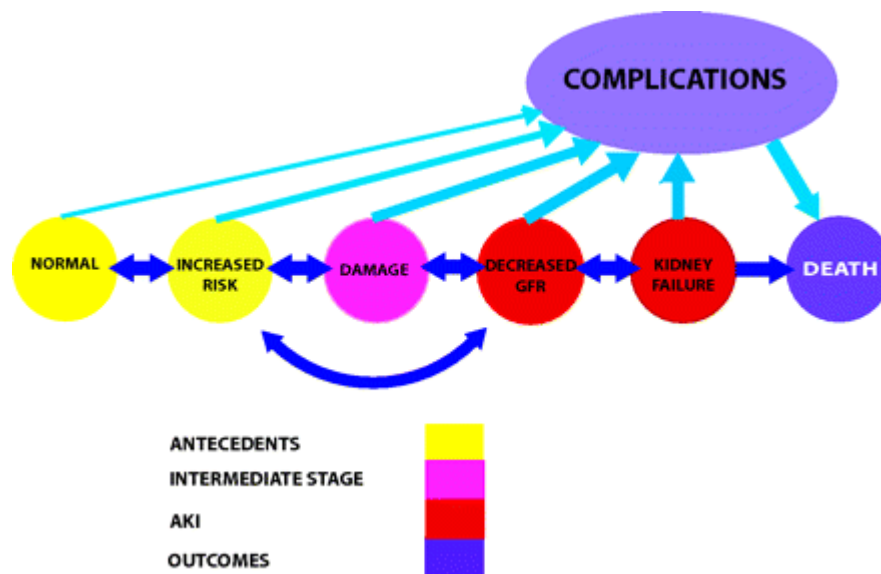 COMPLICATIONS
NORMAL
INCREASED
RISK
DAMAGE
DECREASED
GFR
KIDNEY
FAILURE
DEATH
ANTECEDENTS
INTERMEDIATE STAGE
AKI
OUTCOMES